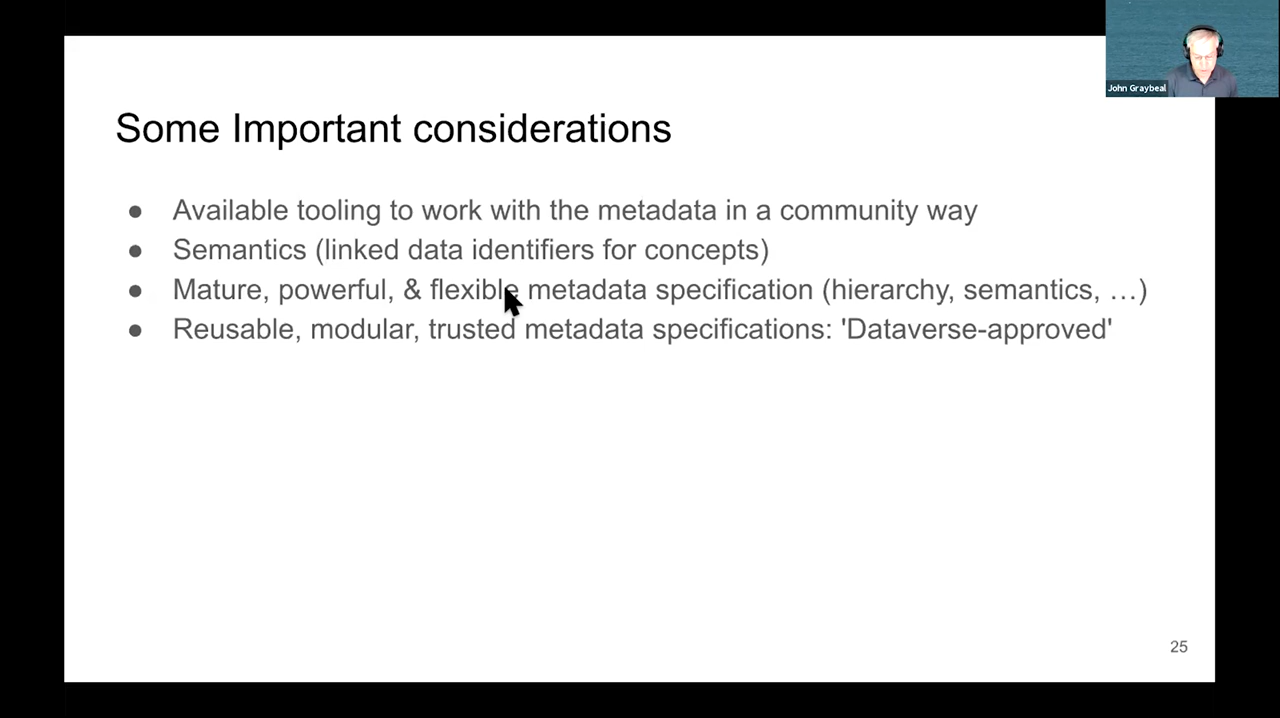 John Graybeal
Some Important considerations
● Available tooling to work with the metadata in a community way
● Semantics (linked data identifiers for concepts)
● Mature, powerful, & flexible metadata specification (hierarchy, semantics, …)
● Reusable, modular, trusted metadata specifications: 'Dataverse-approved'
25